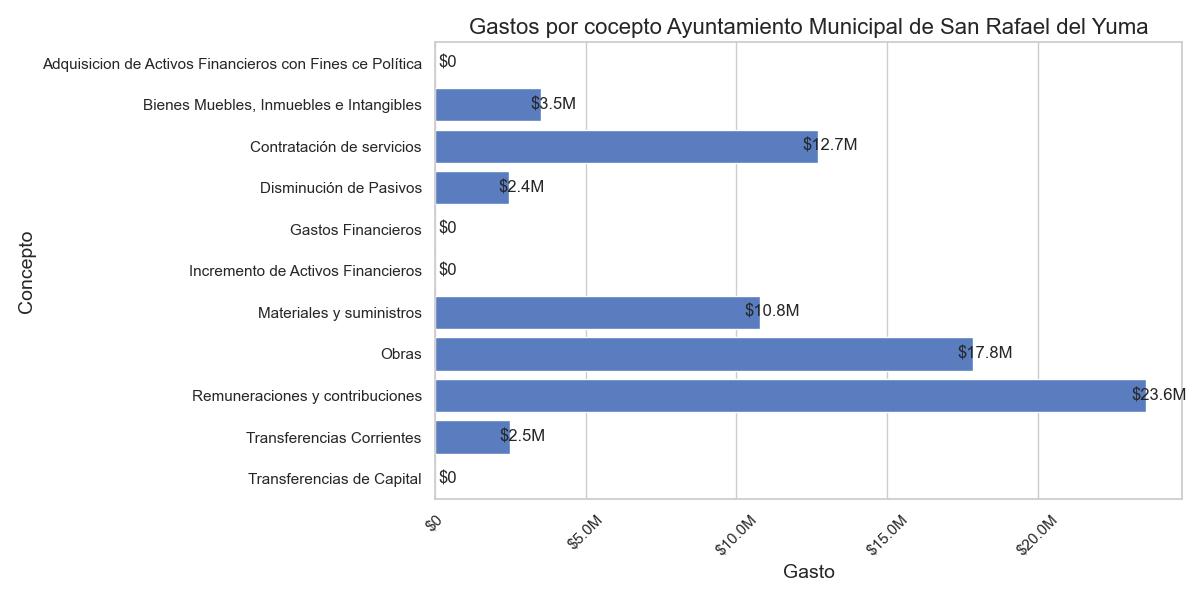 Gastos por cocepto Ayuntamiento Municipal de San Rafael del Yuma
Concepto
Adquisicion de Activos Financieros con Fines ce Política $0
Bienes Muebles, Inmuebles e Intangibles $3.5M
Contratación de servicios $12.7M
Disminución de Pasivos $2.4M
Gastos Financieros $0
Incremento de Activos Financieros $0
Materiales y suministros $10.8M
Obras $17.8M
Remuneraciones y contribuciones $23.6M
Transferencias Corrientes $2.5M
Transferencias de Capital $0
$0 $5.0M $10.0M $15.0M $20.0M
Gasto